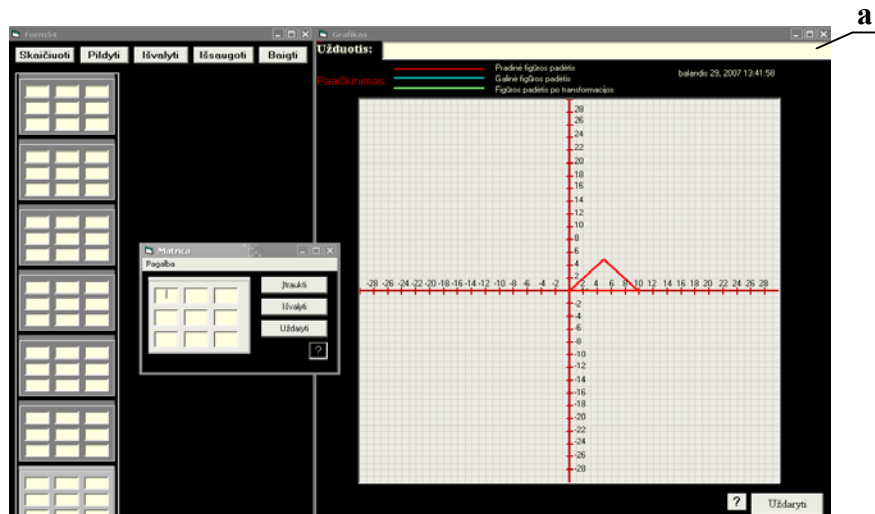 a
Form54
Skaičiuoti Pildyti Išvalyti Išsaugoti Baigti
Grafikas
Užduotis:
Paaiškinimas:
Pradinė figūros padėtis
Galinė figūros padėtis
Figūros padėtis po transformacijos
balandis 29, 2007 13:41:58
28
26
24
22
20
18
16
14
12
10
8
6
4
2
-28 -26 -24 -22 -20 -18 -16 -14 -12 -10 -8 -6 -4 -2 2 4 6 8 10 12 14 16 18 20 22 24 26 28
-2
-4
-6
-8
-10
-12
-14
-16
-18
-20
-22
-24
-26
-28
Matrica
Pagalba
Įtraukti
Išvalyti
Uždaryti
?
? Uždaryti